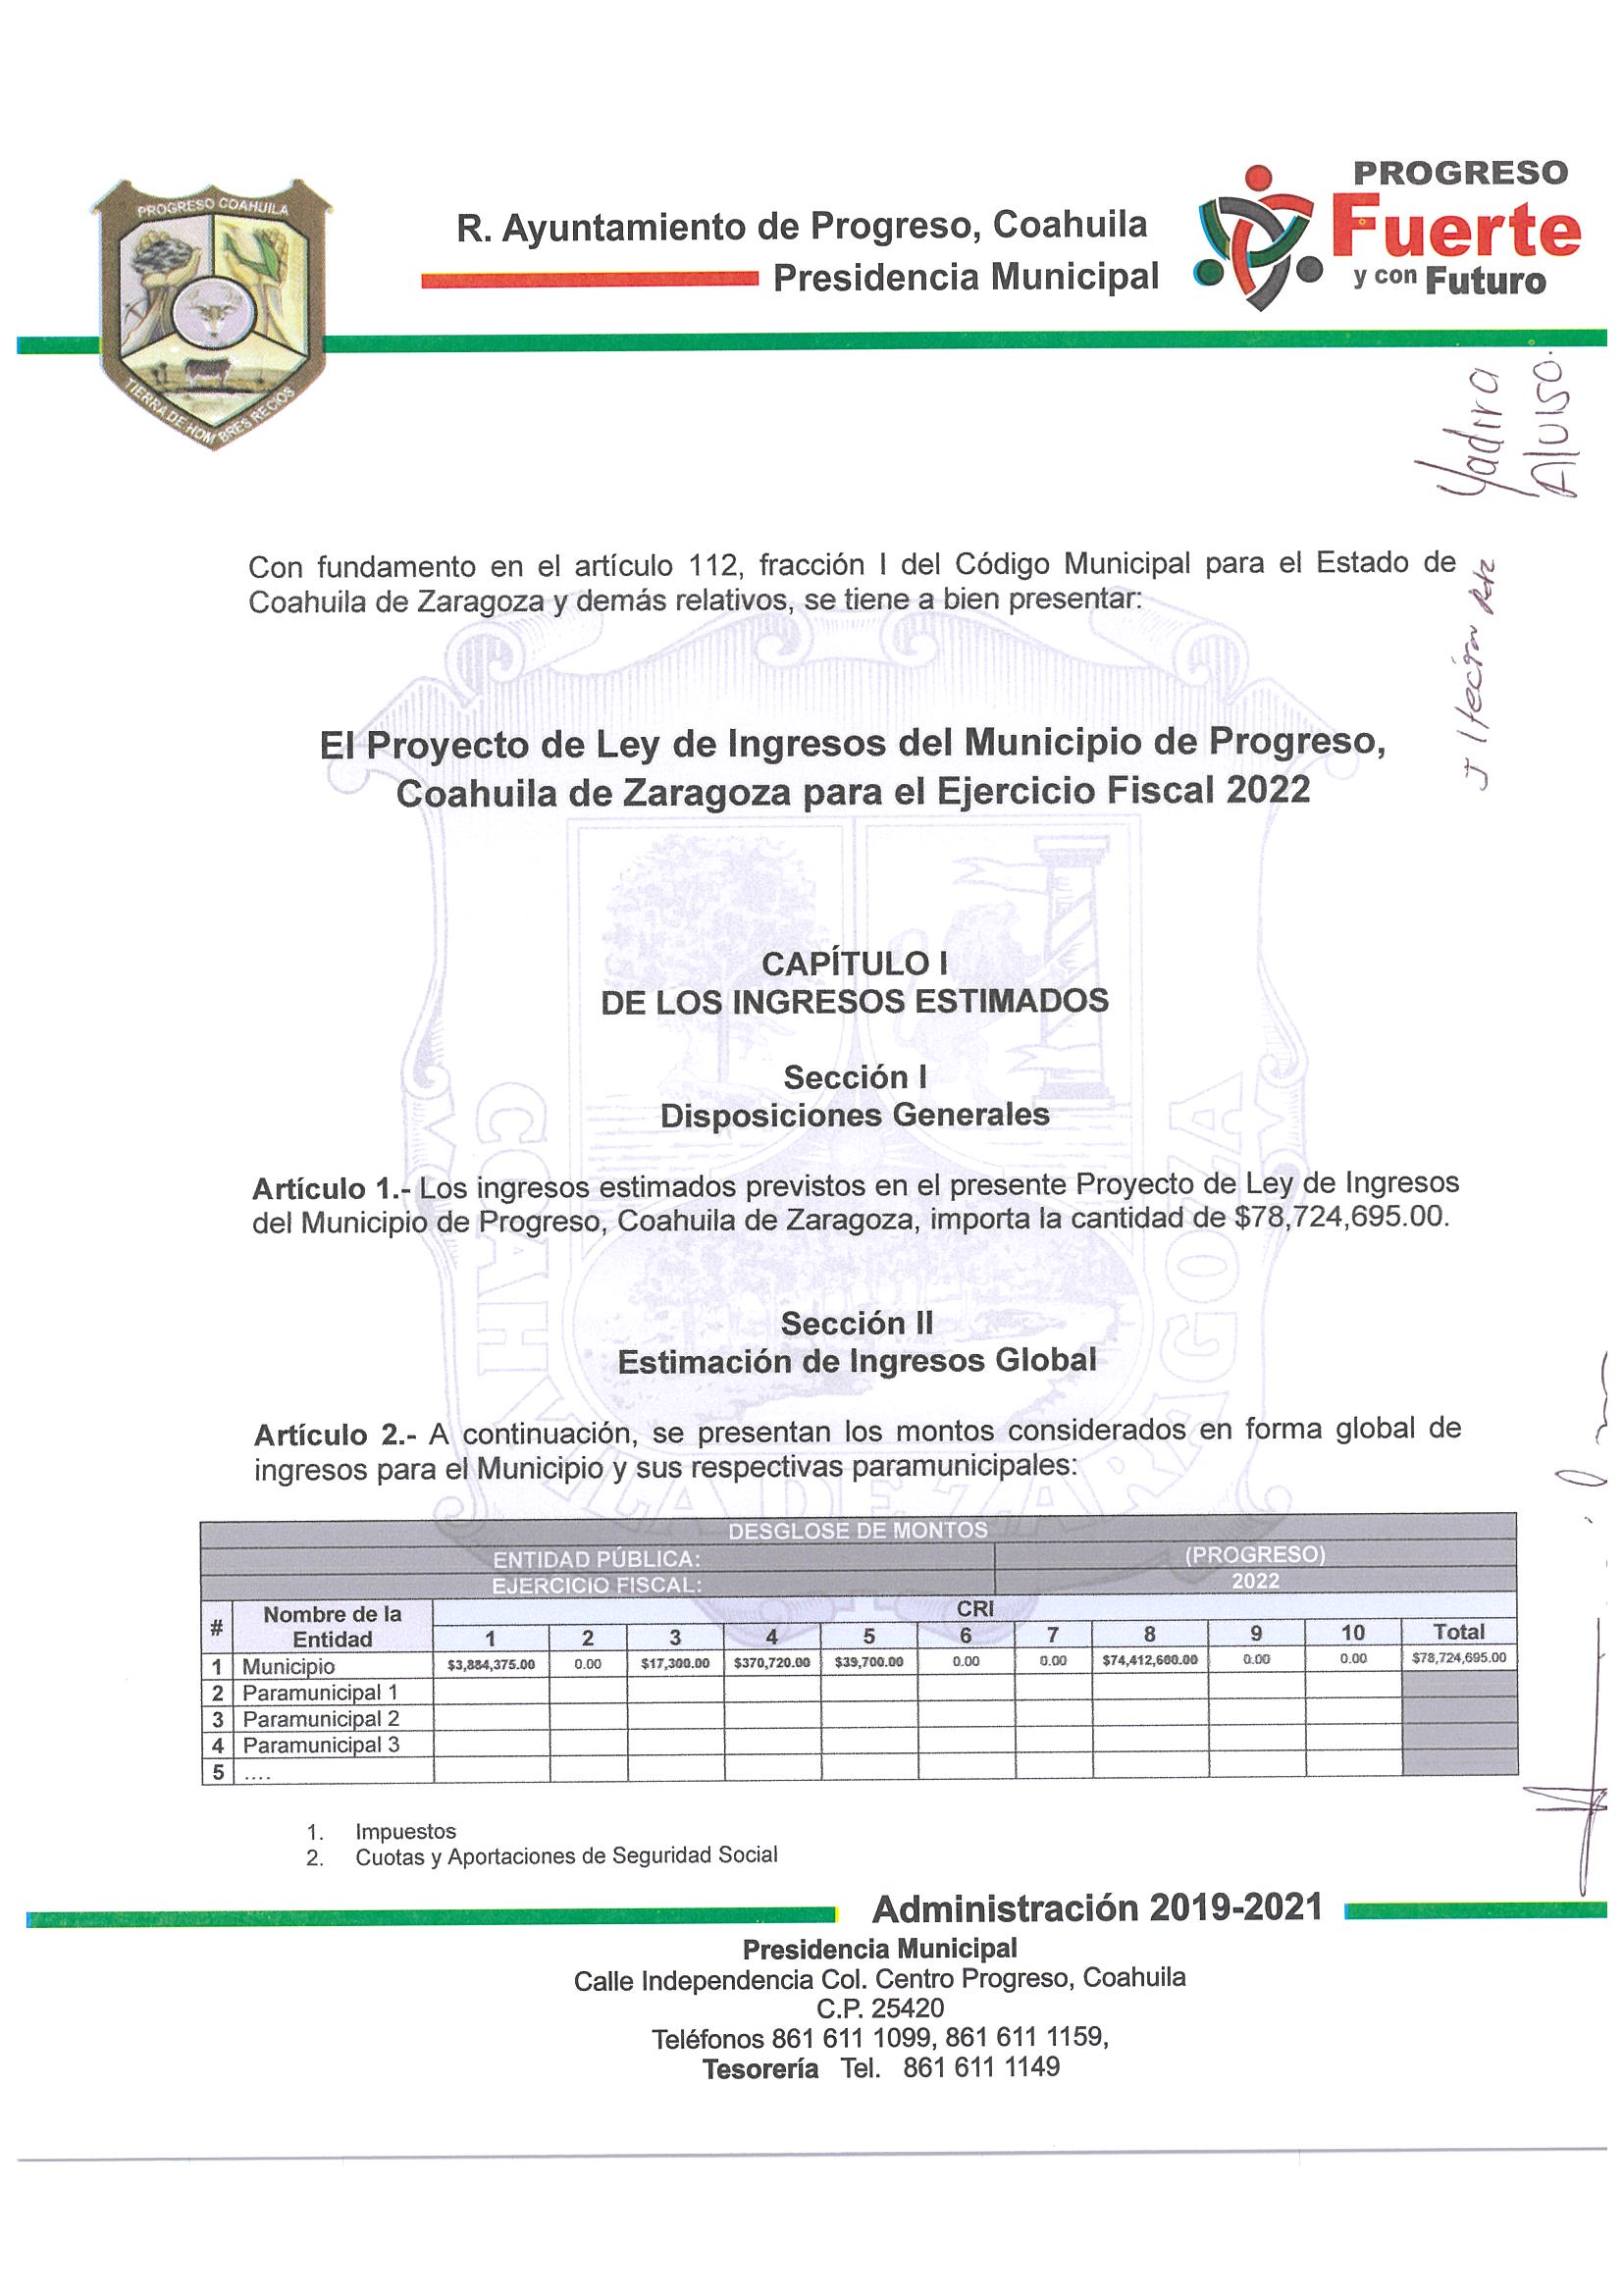 PROGRESO COAHUILA
TIERRA DE HOMBRES RECIOS
R. Ayuntamiento de Progreso, Coahuila
Presidencia Municipal
PROGRESO
Fuerte
y con Futuro
Yadira
Con fundamento en el artículo 112, fracción I del Código Municipal para el Estado de
Coahuila de Zaragoza y demás relativos, se tiene a bien presentar:
El Proyecto de Ley de Ingresos del Municipio de Progreso,
Coahuila de Zaragoza para el Ejercicio Fiscal 2022
CAPÍTULO I
DE LOS INGRESOS ESTIMADOS
Sección I
Disposiciones Generales
Artículo 1.- Los ingresos estimados previstos en el presente Proyecto de Ley de Ingresos
del Municipio de Progreso, Coahuila de Zaragoza, importa la cantidad de $78,724,695.00.
Sección II
Estimación de Ingresos Global
Artículo 2.- A continuación, se presentan los montos considerados en forma global de
ingresos para el Municipio y sus respectivas paramunicipales:
COAHUILA DE ZARAGOZA
DESGLOSE DE MONTOS
ENTIDAD PÚBLICA: (PROGRESO)
EJERCICIO FISCAL: 2022
# Nombre de la Entidad CRI
1 2 3 4 5 6 7 8 9 10 Total
1 Municipio $3,884,375.00 0.00 $17,300.00 $370,720.00 $39,700.00 0.00 0.00 $74,412,600.00 0.00 0.00 $78,724,695.00
2 Paramunicipal 1
3 Paramunicipal 2
4 Paramunicipal 3
5 ....
1. Impuestos
2. Cuotas y Aportaciones de Seguridad Social
Administración 2019-2021
Presidencia Municipal
Calle Independencia Col. Centro Progreso, Coahuila
C.P. 25420
Teléfonos 861 611 1099, 861 611 1159,
Tesorería Tel. 861 611 1149